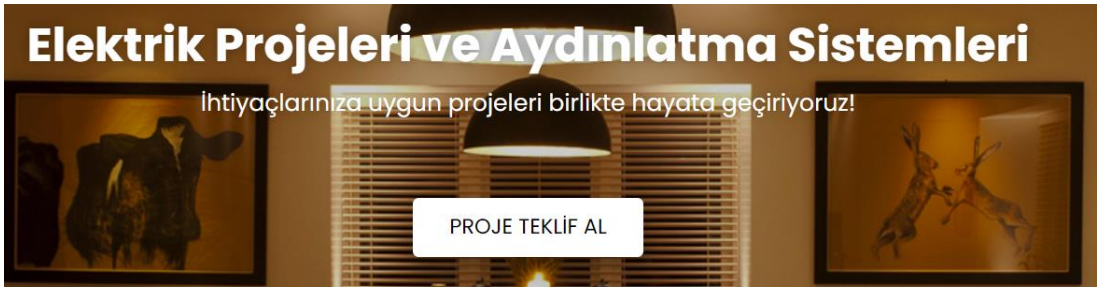 Elektrik Projeleri ve Aydınlatma Sistemleri
İhtiyaçlarınıza uygun projeleri birlikte hayata geçiriyoruz!
PROJE TEKLİF AL